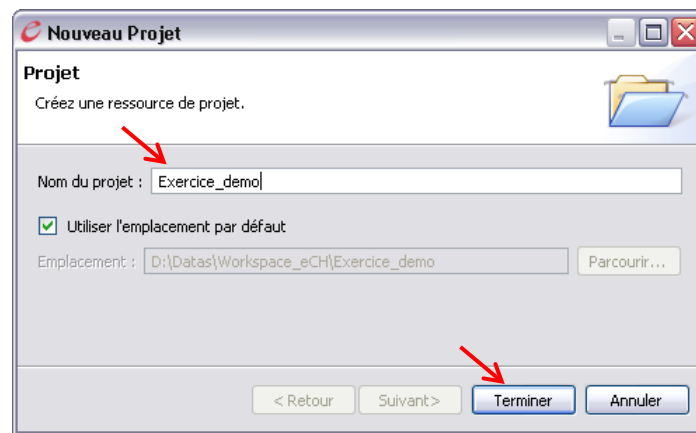 Nouveau Projet
Projet
Créez une ressource de projet.
Nom du projet : Exercice_demo
Utiliser l'emplacement par défaut
Emplacement : D:\Datas\Workspace_eCH\Exercice_demo Parcourir...
< Retour Suivant> Terminer Annuler